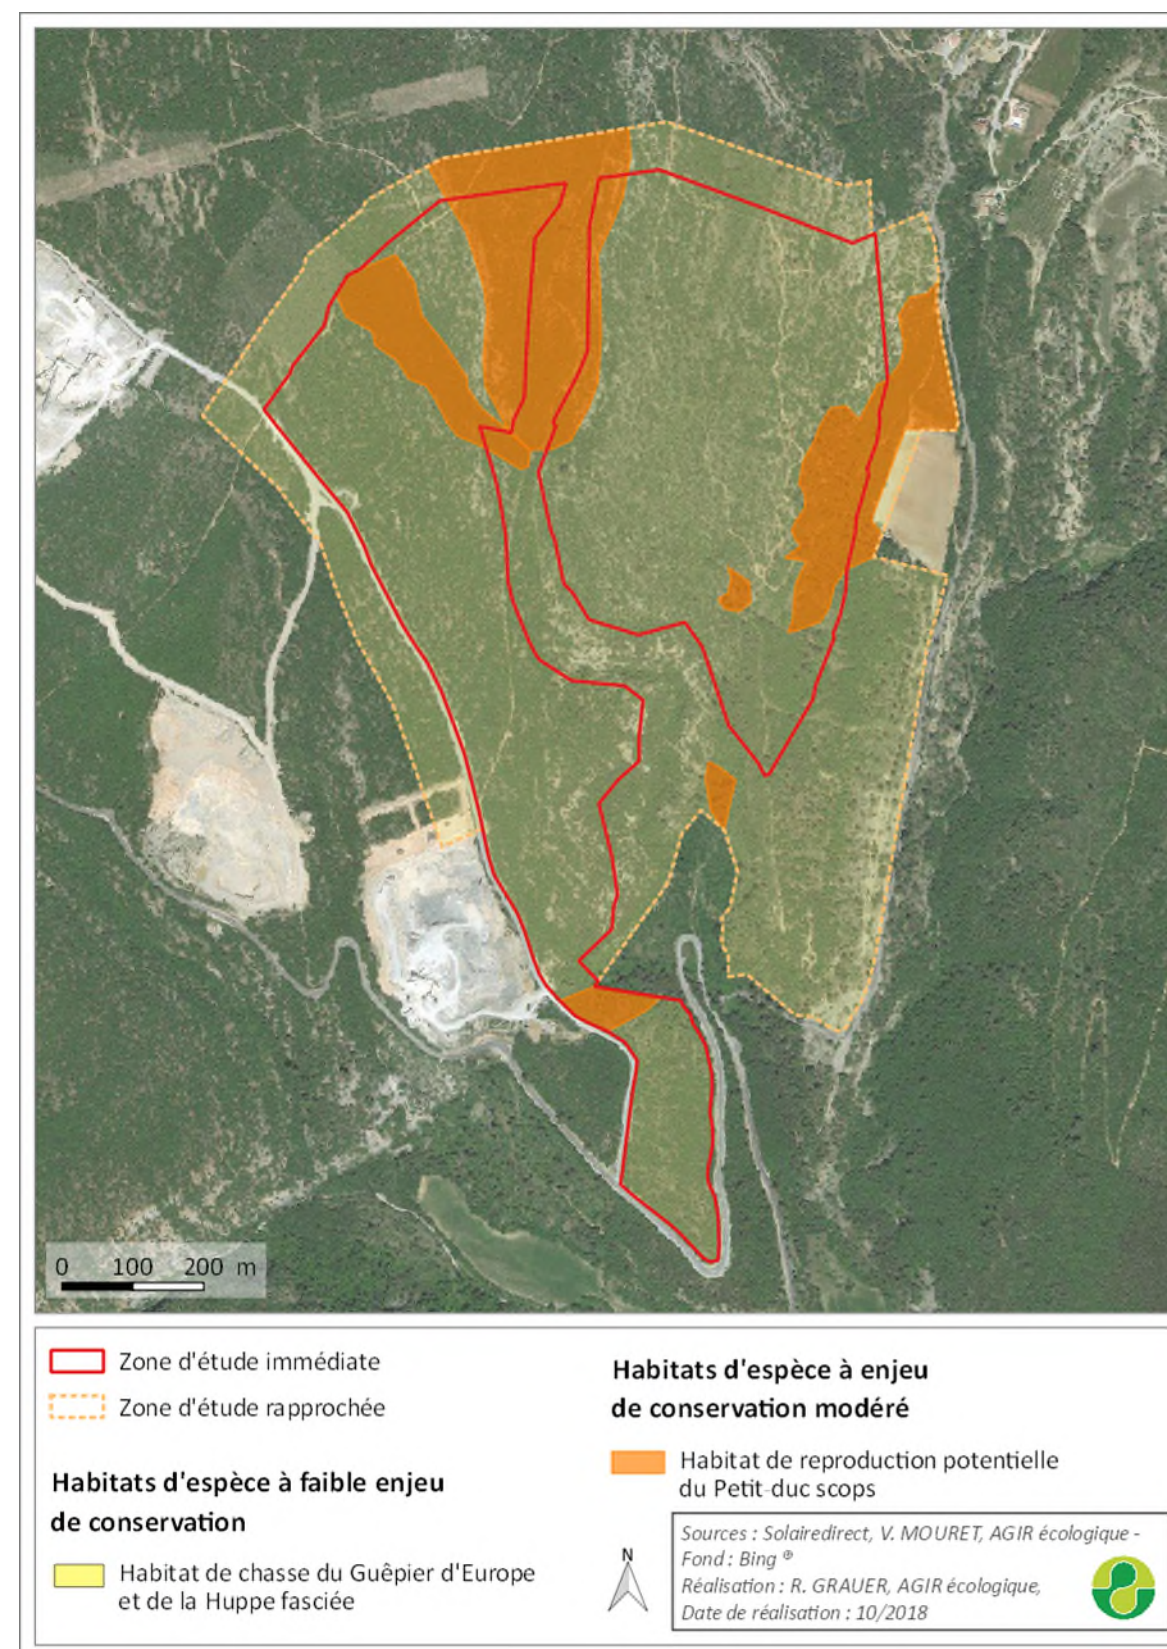 0 100 200 m
Zone d'étude immédiate
Zone d'étude rapprochée
Habitats d'espèce à faible enjeu
de conservation
Habitat de chasse du Guêpier d'Europe
et de la Huppe fasciée
Habitats d'espèce à enjeu
de conservation modéré
Habitat de reproduction potentielle
du Petit-duc scops
N
Sources : Solairedirect, V. MOURET, AGIR écologique -
Fond : Bing ®
Réalisation : R. GRAUER, AGIR écologique,
Date de réalisation : 10/2018